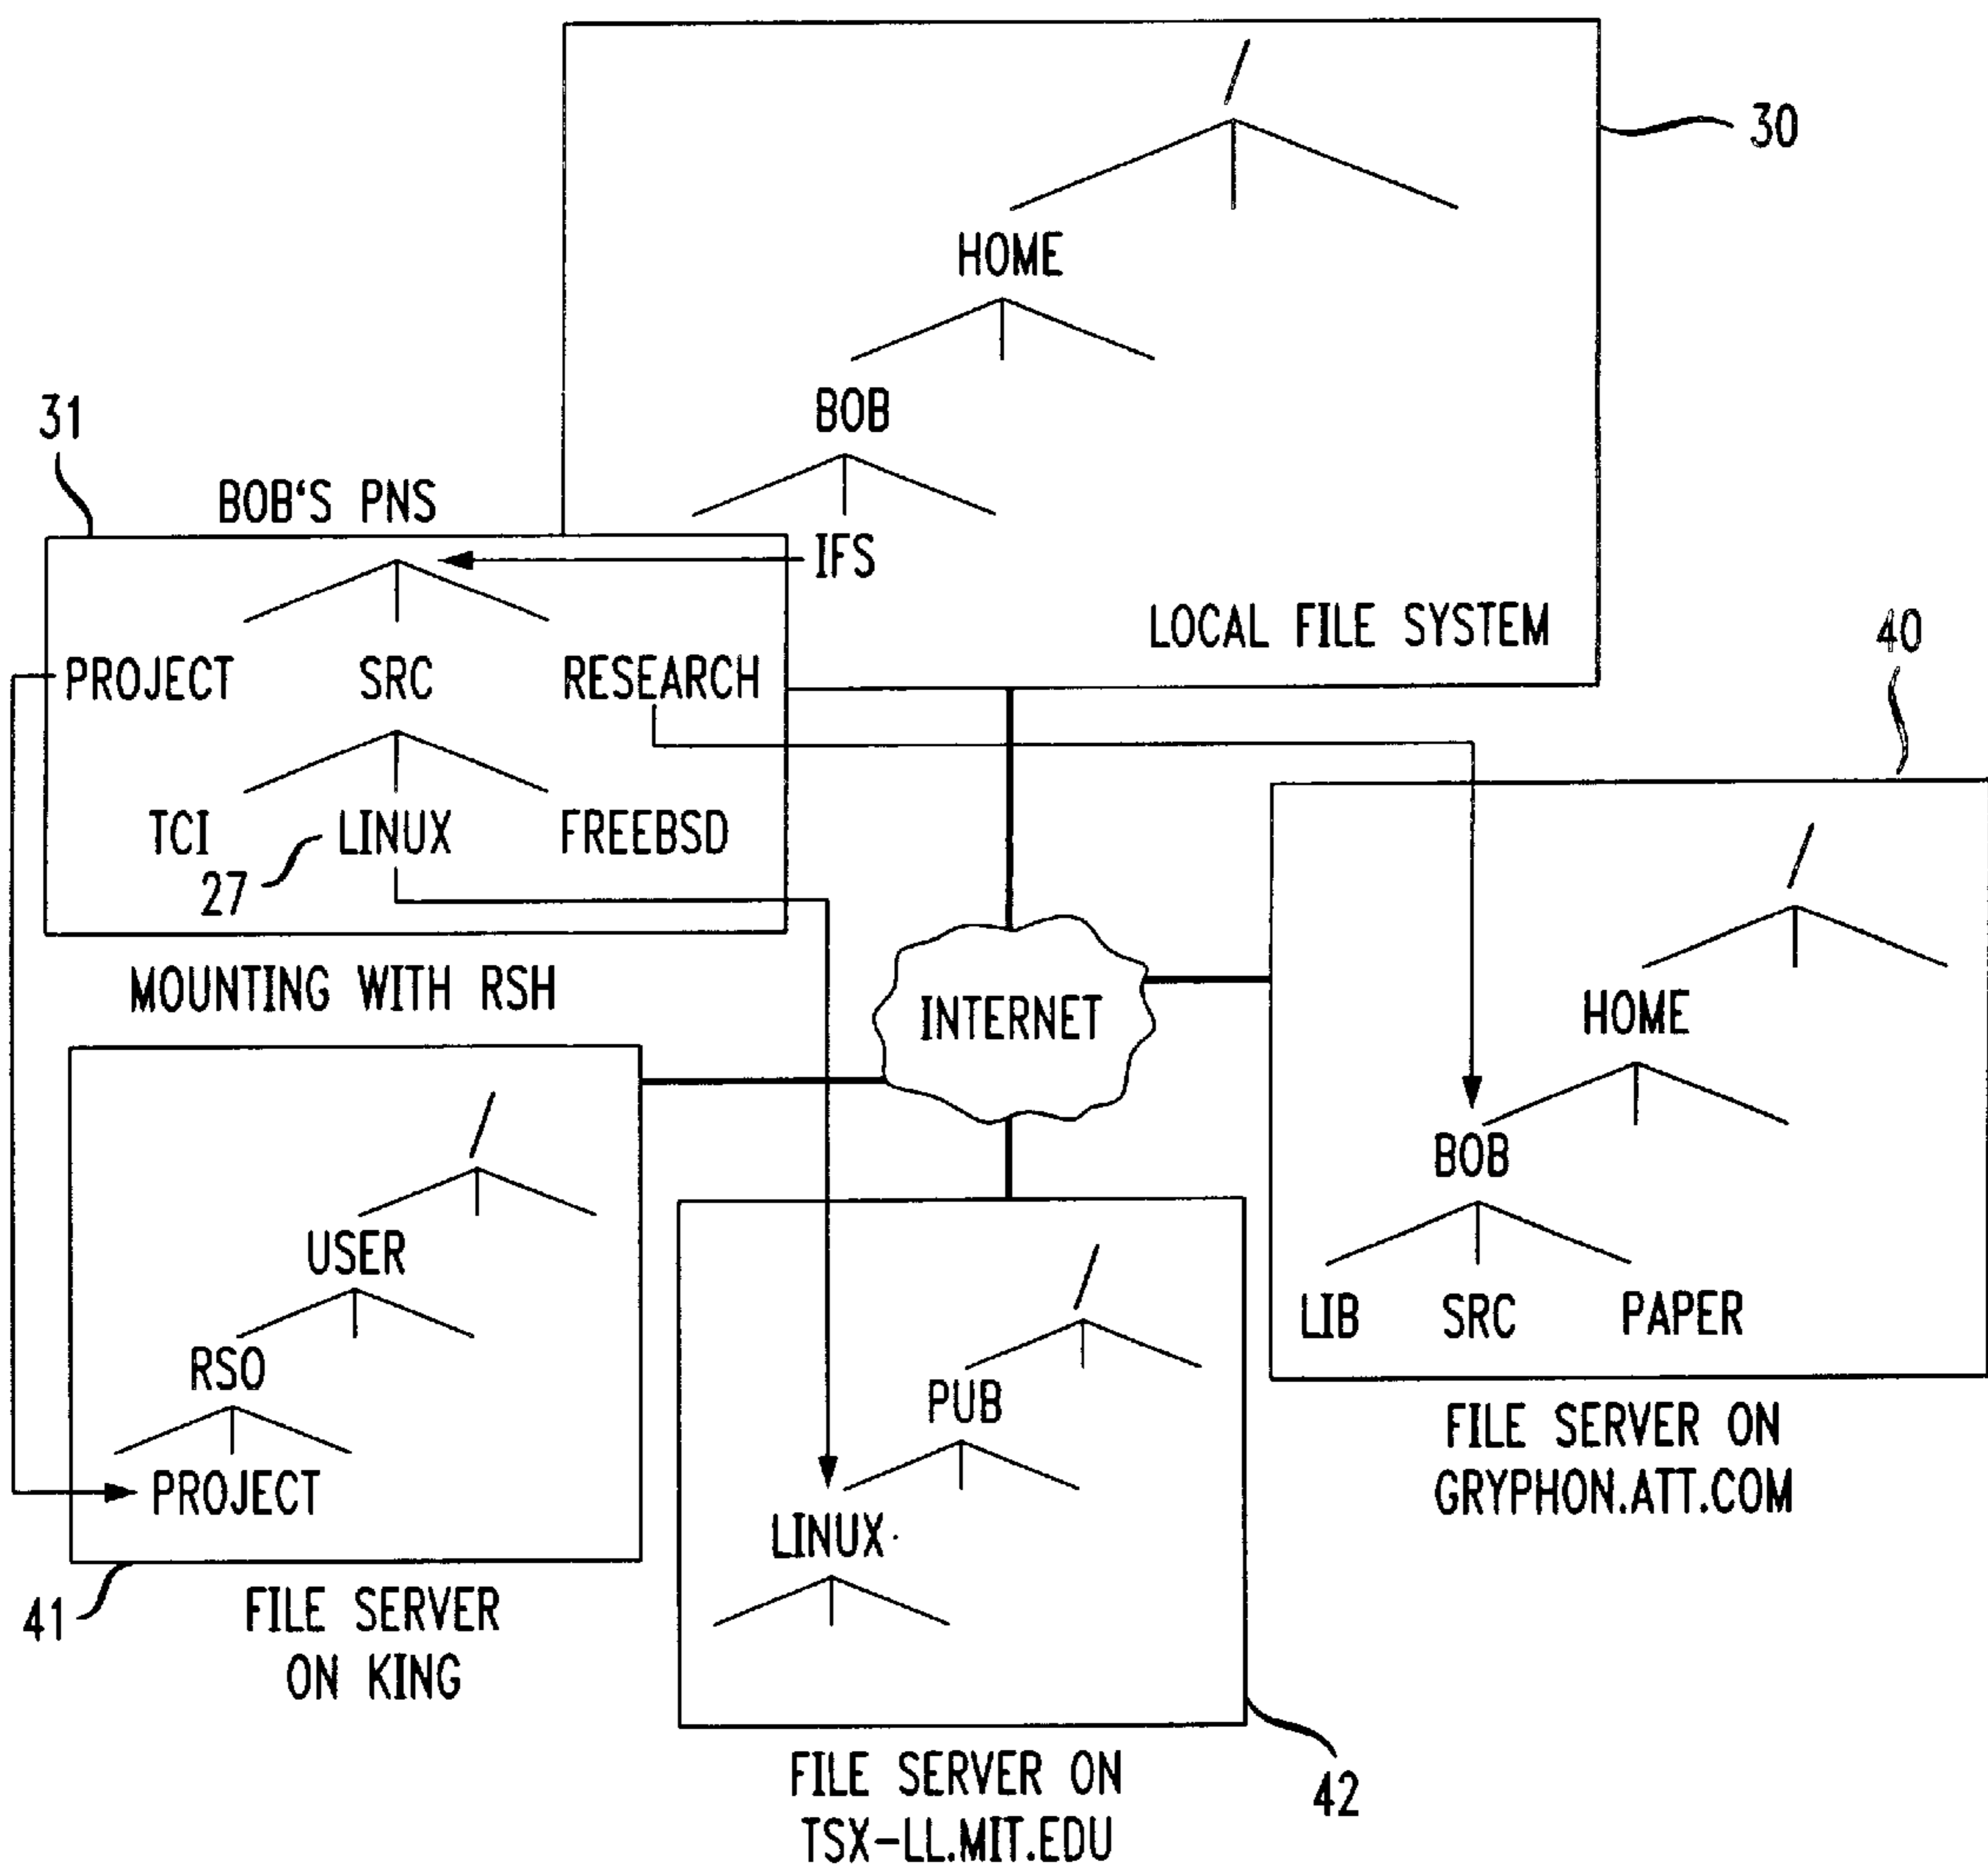 /
30
HOME
BOB
31
BOB'S PNS
IFS
LOCAL FILE SYSTEM
40
PROJECT SRC RESEARCH
TCI LINUX FREEBSD
27
/
MOUNTING WITH RSH
INTERNET
HOME
/
BOB
USER
/
LIB SRC PAPER
RSO
PUB
FILE SERVER ON
GRYPHON.ATT.COM
PROJECT
LINUX
41
FILE SERVER
ON KING
FILE SERVER ON
TSX-LL.MIT.EDU
42